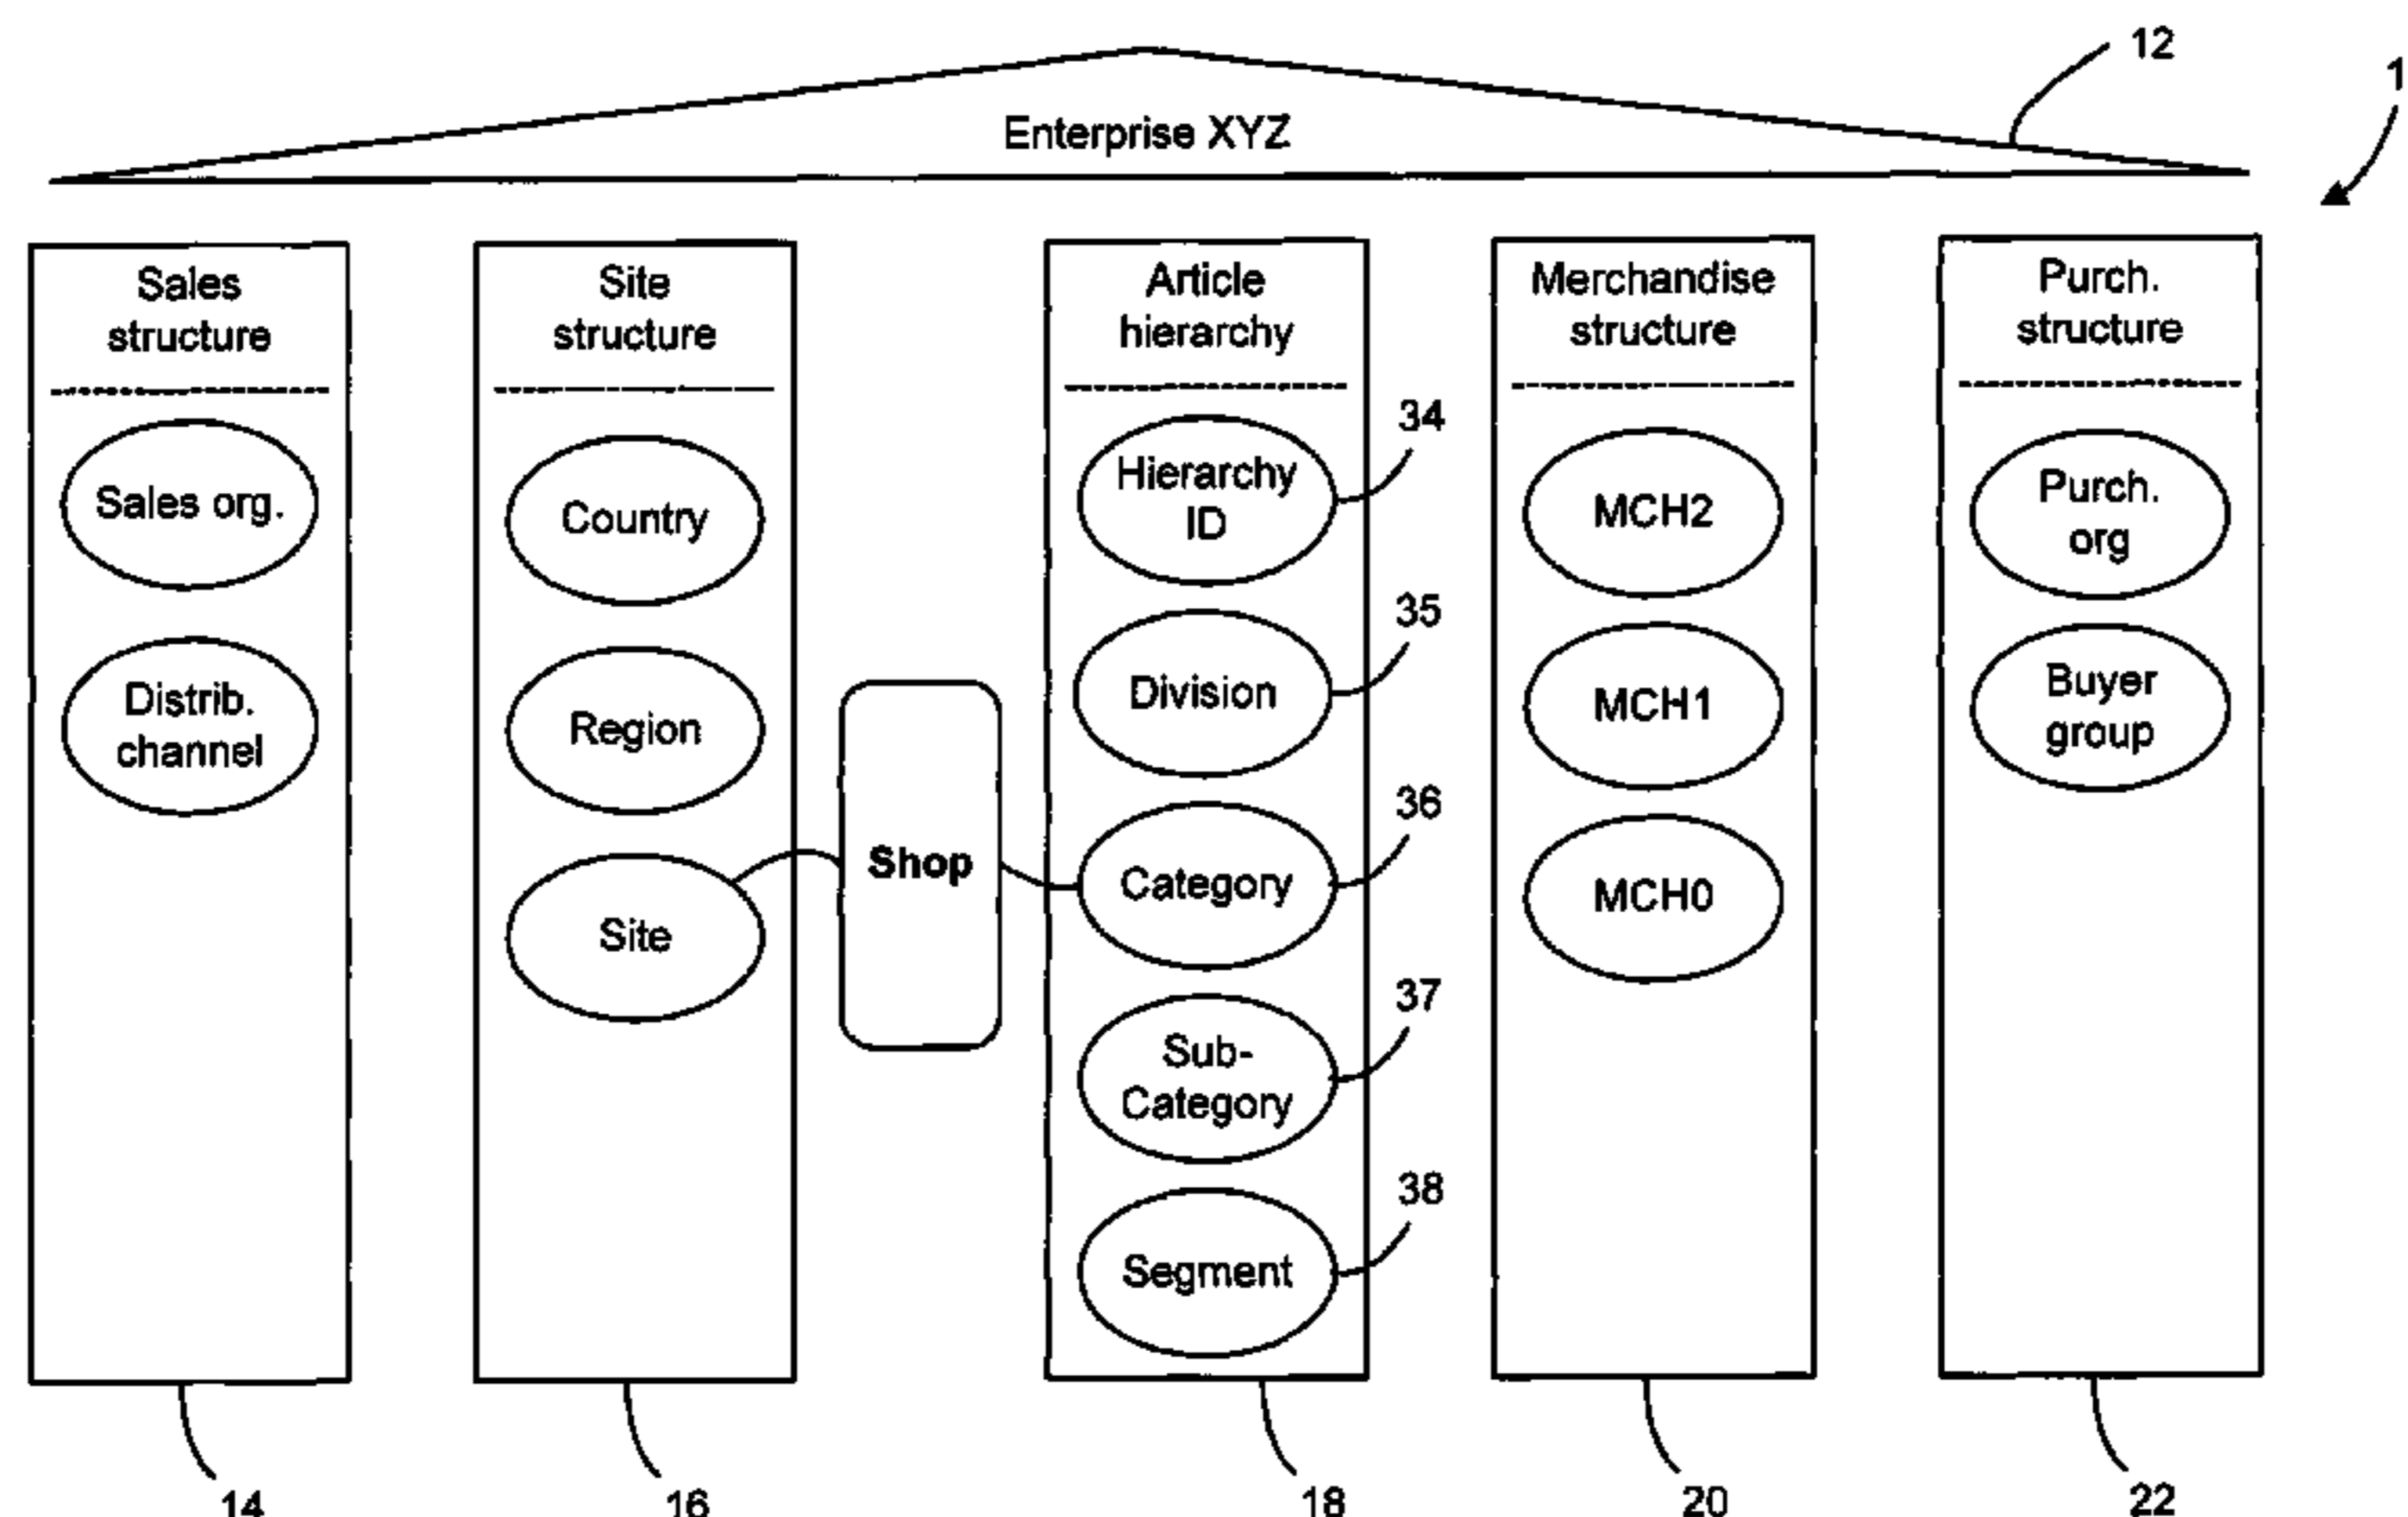 12
1
Enterprise XYZ
Sales
structure
Sales org.
Distrib.
channel
Site
structure
Country
Region
Site
Shop
Article
hierarchy
Hierarchy
ID
Division
Category
Sub-
Category
Segment
34
35
36
37
38
Merchandise
structure
MCH2
MCH1
MCH0
Purch.
structure
Purch.
org
Buyer
group
14
16
18
20
22